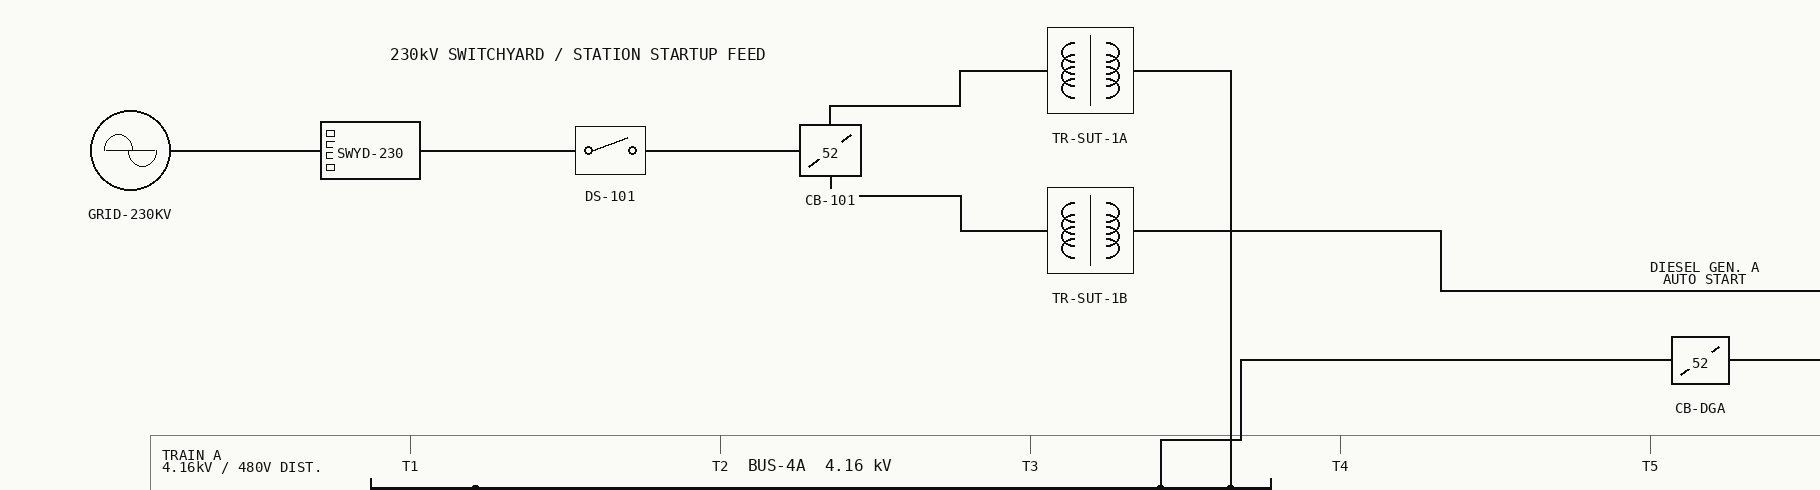 230kV SWITCHYARD / STATION STARTUP FEED
TR-SUT-1A
SWYD-230
52
DS-101
CB-101
GRID-230KV
TR-SUT-1B
DIESEL GEN. A
AUTO START
52
CB-DGA
TRAIN A
4.16kV / 480V DIST.
T1
T2
BUS-4A  4.16 kV
T3
T4
T5